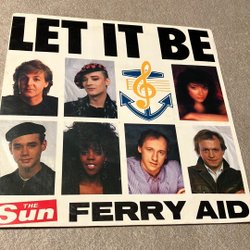 LET IT BE
THE
Sun
FERRY AID